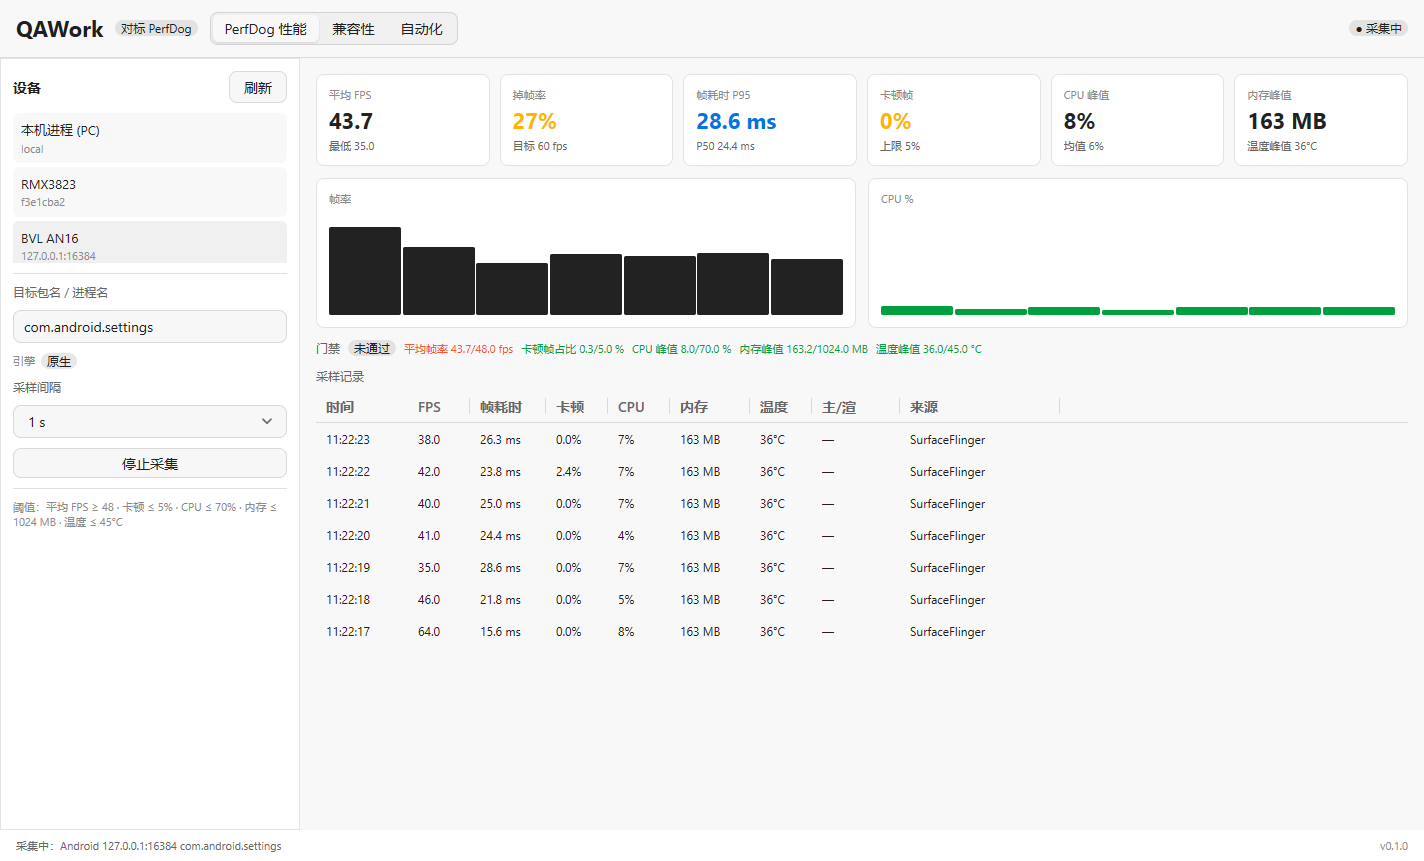 QAWork 对标 PerfDog PerfDog 性能 兼容性 自动化 ● 采集中
设备 刷新
本机进程 (PC)
local
RMX3823
f3e1cba2
BVL AN16
127.0.0.1:16384
目标包名 / 进程名
com.android.settings
引擎 原生
采样间隔
1 s
停止采集
阈值：平均 FPS ≥ 48 · 卡顿 ≤ 5% · CPU ≤ 70% · 内存 ≤
1024 MB · 温度 ≤ 45°C
平均 FPS
43.7
最低 35.0
掉帧率
27%
目标 60 fps
帧耗时 P95
28.6 ms
P50 24.4 ms
卡顿帧
0%
上限 5%
CPU 峰值
8%
均值 6%
内存峰值
163 MB
温度峰值 36°C
帧率
CPU %
门禁 未通过 平均帧率 43.7/48.0 fps 卡顿帧占比 0.3/5.0 % CPU 峰值 8.0/70.0 % 内存峰值 163.2/1024.0 MB 温度峰值 36.0/45.0 °C
采样记录
时间 FPS 帧耗时 卡顿 CPU 内存 温度 主/渲 来源
11:22:23 38.0 26.3 ms 0.0% 7% 163 MB 36°C — SurfaceFlinger
11:22:22 42.0 23.8 ms 2.4% 7% 163 MB 36°C — SurfaceFlinger
11:22:21 40.0 25.0 ms 0.0% 7% 163 MB 36°C — SurfaceFlinger
11:22:20 41.0 24.4 ms 0.0% 4% 163 MB 36°C — SurfaceFlinger
11:22:19 35.0 28.6 ms 0.0% 7% 163 MB 36°C — SurfaceFlinger
11:22:18 46.0 21.8 ms 0.0% 5% 163 MB 36°C — SurfaceFlinger
11:22:17 64.0 15.6 ms 0.0% 8% 163 MB 36°C — SurfaceFlinger
采集中：Android 127.0.0.1:16384 com.android.settings v0.1.0